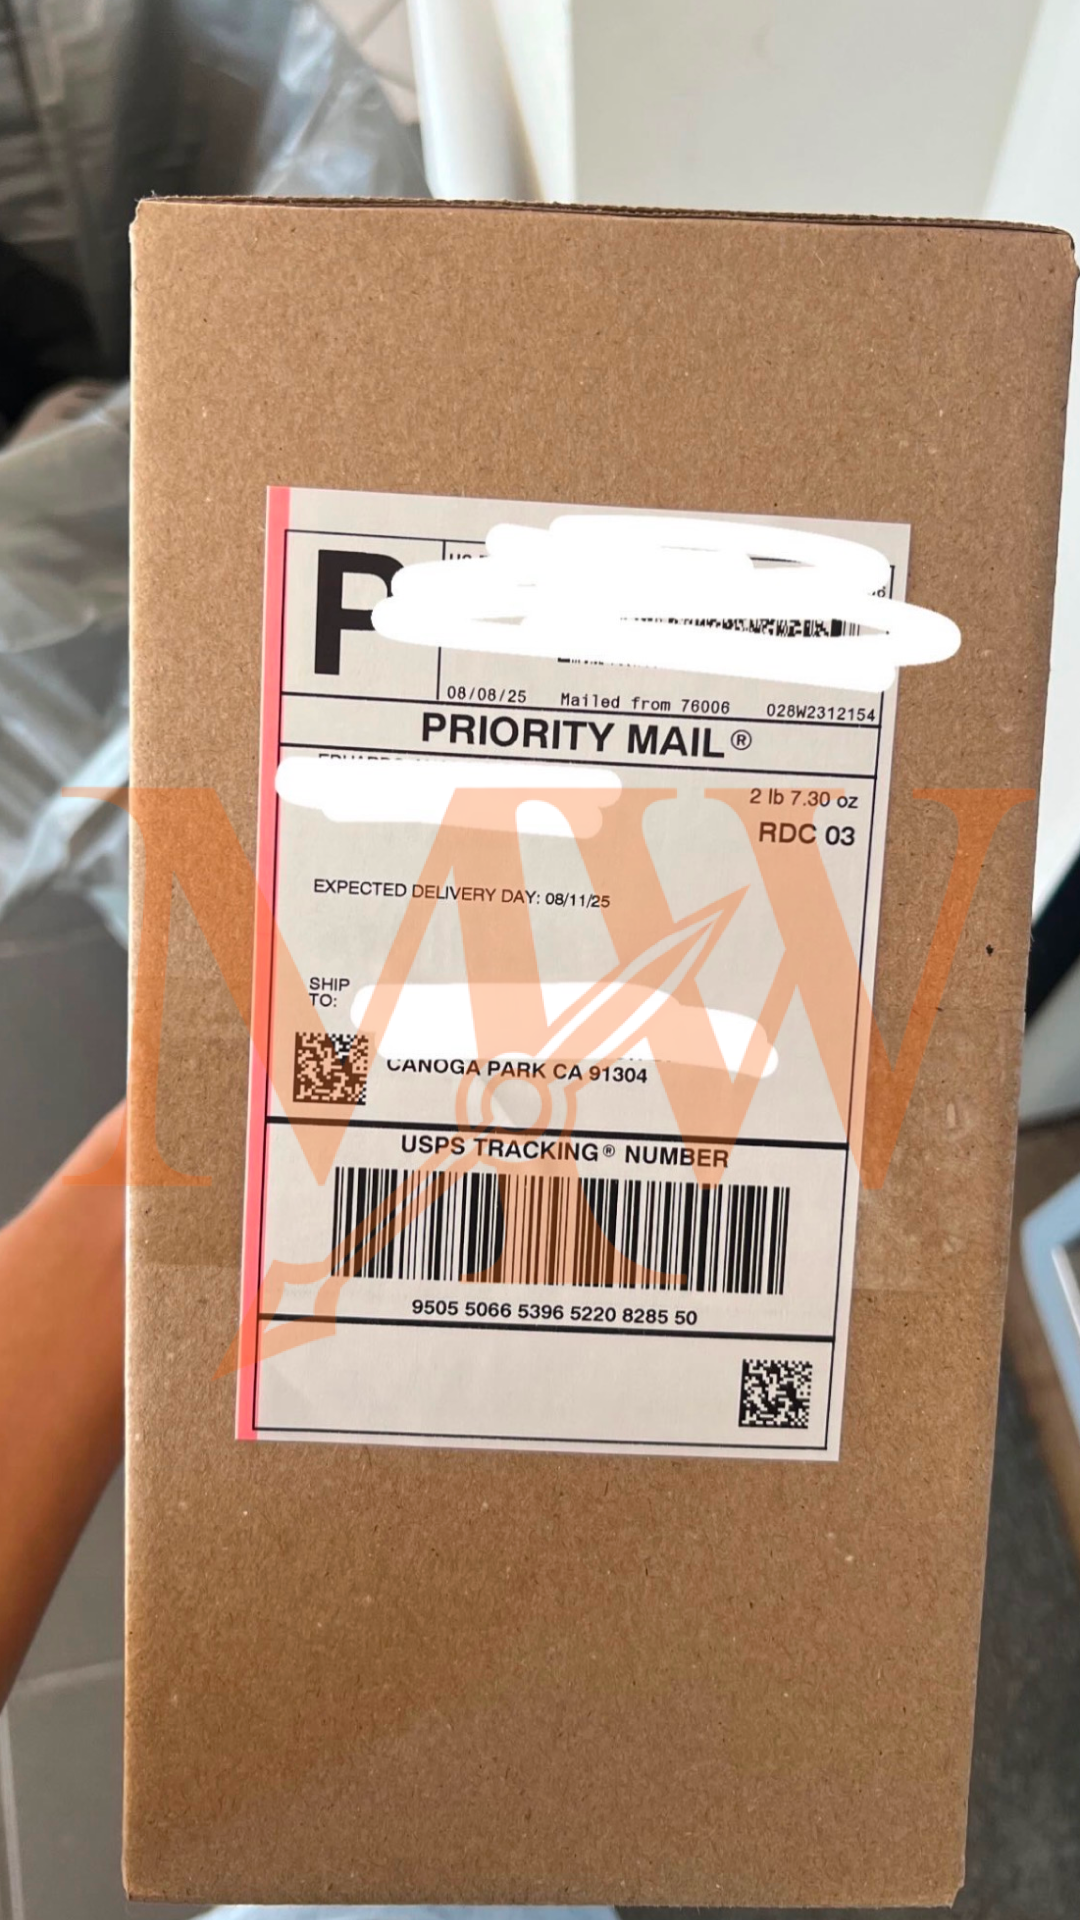 P
08/08/25 Mailed from 76006 028W2312154
PRIORITY MAIL®
2 lb 7.30 oz
RDC 03
EXPECTED DELIVERY DAY: 08/11/25
SHIP
TO:
CANOGA PARK CA 91304
USPS TRACKING® NUMBER
9505 5066 5396 5220 8285 50
MW